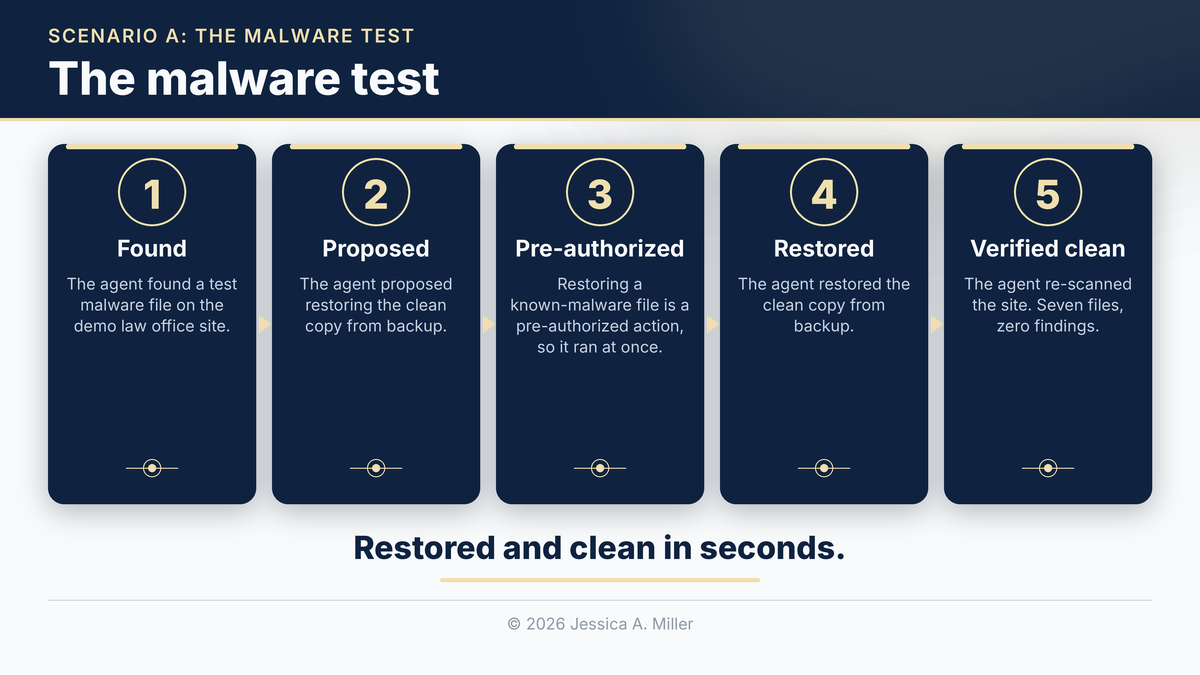 SCENARIO A: THE MALWARE TEST
The malware test
1
Found
The agent found a test
malware file on the
demo law office site.
2
Proposed
The agent proposed
restoring the clean
copy from backup.
3
Pre-authorized
Restoring a
known-malware file is a
pre-authorized action,
so it ran at once.
4
Restored
The agent restored the
clean copy from
backup.
5
Verified clean
The agent re-scanned
the site. Seven files,
zero findings.
Restored and clean in seconds.
© 2026 Jessica A. Miller